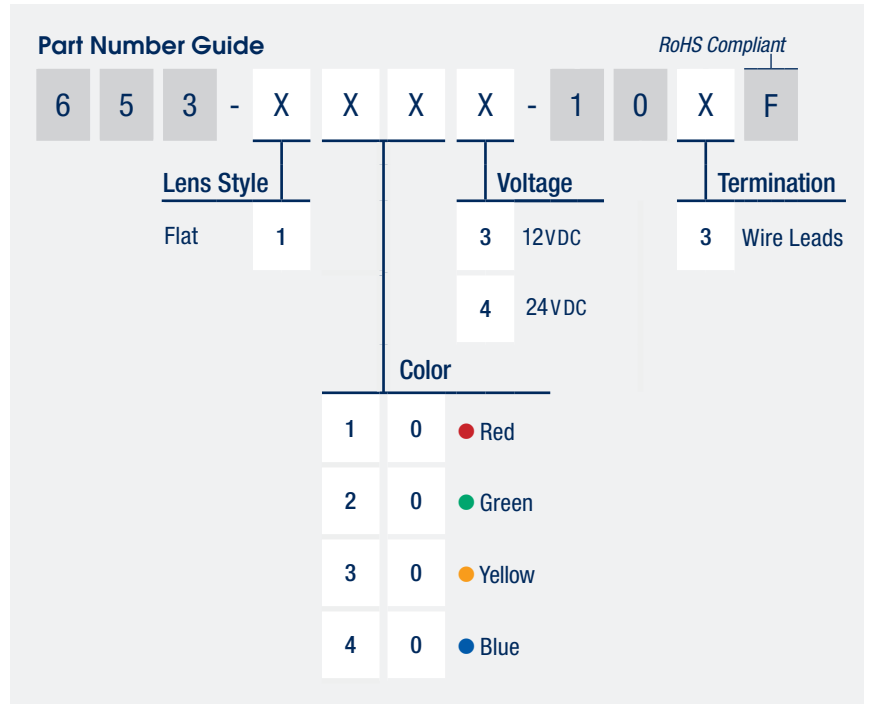 Part Number Guide RoHS Compliant
6 5 3 - X X X X - 1 0 X F
Lens Style Voltage Termination
Flat 1 3 12VDC 3 Wire Leads
4 24VDC
Color
1 0 Red
2 0 Green
3 0 Yellow
4 0 Blue